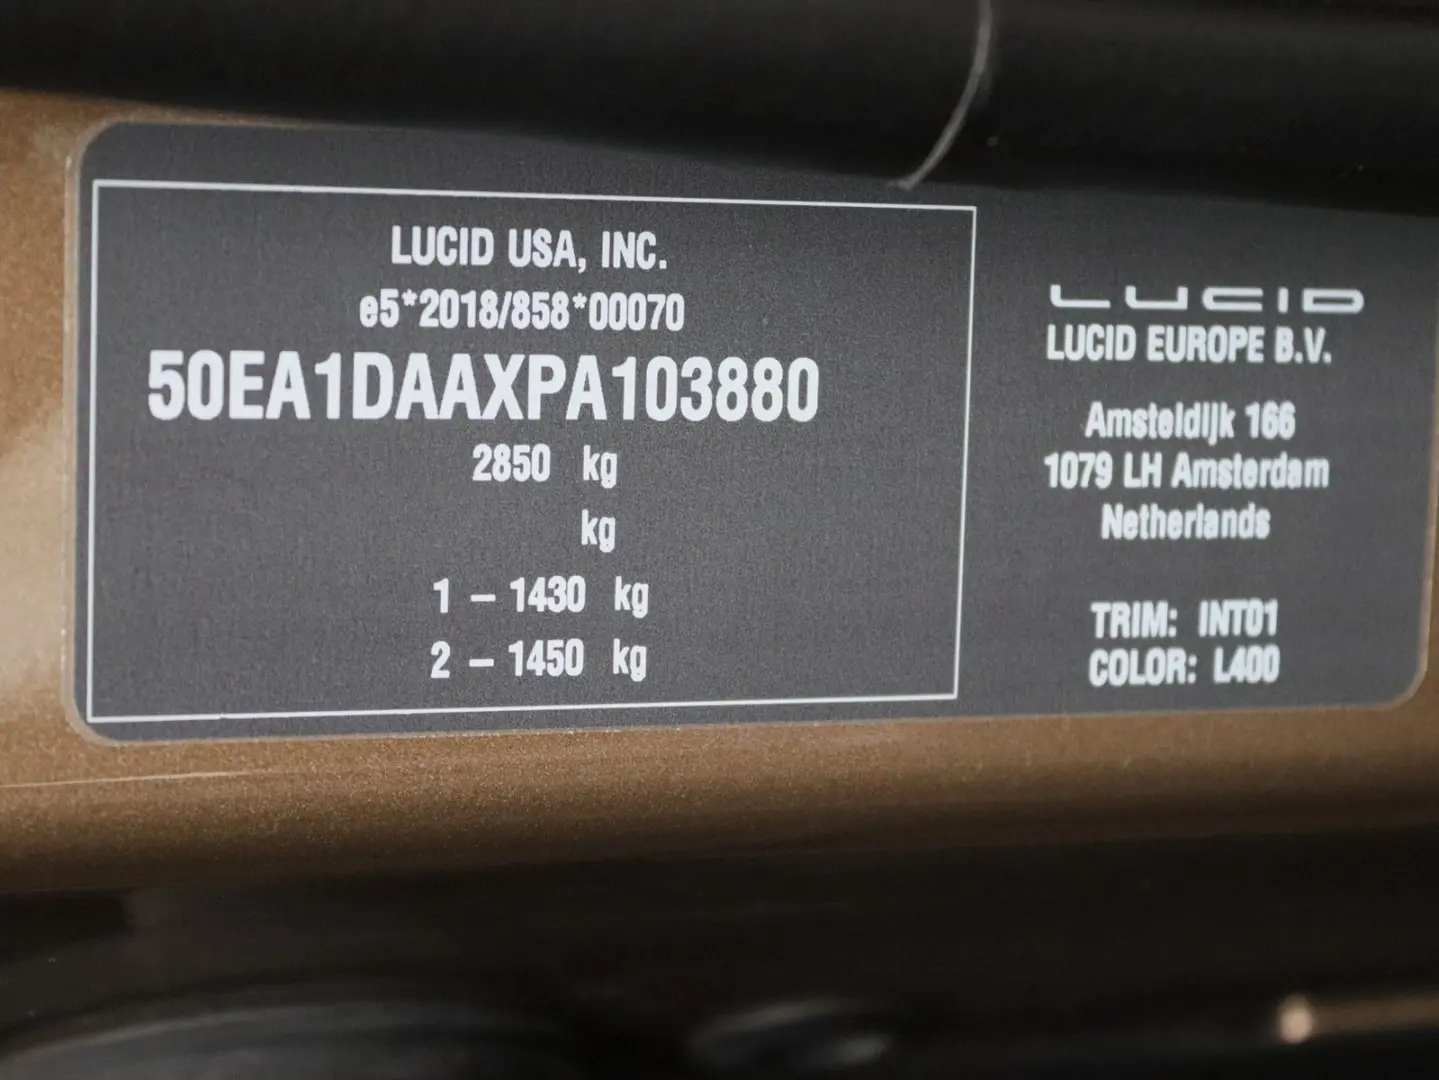 LUCID USA, INC.
e5*2018/858*00070
50EA1DAAXPA103880
2850 kg
kg
1 – 1430 kg
2 – 1450 kg
LUCID
LUCID EUROPE B.V.
Amsteldijk 166
1079 LH Amsterdam
Netherlands
TRIM: INT01
COLOR: L400